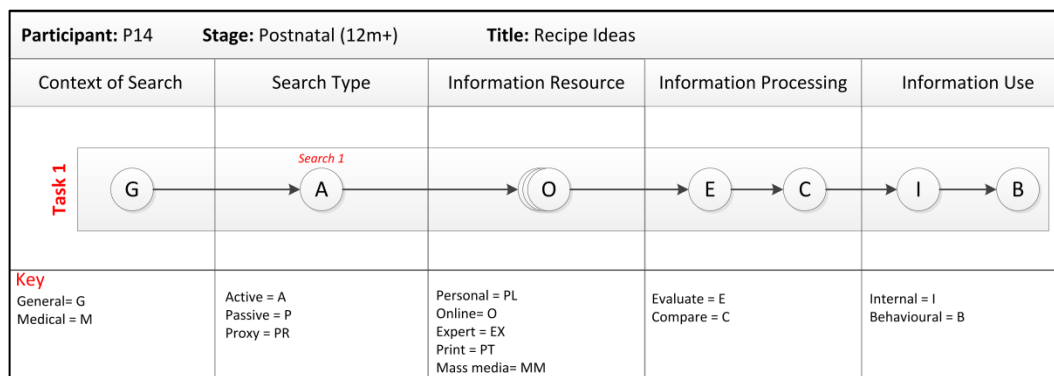 Participant: P14 Stage: Postnatal (12m+) Title: Recipe Ideas
Context of Search Search Type Information Resource Information Processing Information Use
Search 1
Task 1
G A O E C I B
Key
General= G
Medical = M
Active = A
Passive = P
Proxy = PR
Personal = PL
Online= O
Expert = EX
Print = PT
Mass media= MM
Evaluate = E
Compare = C
Internal = I
Behavioural = B